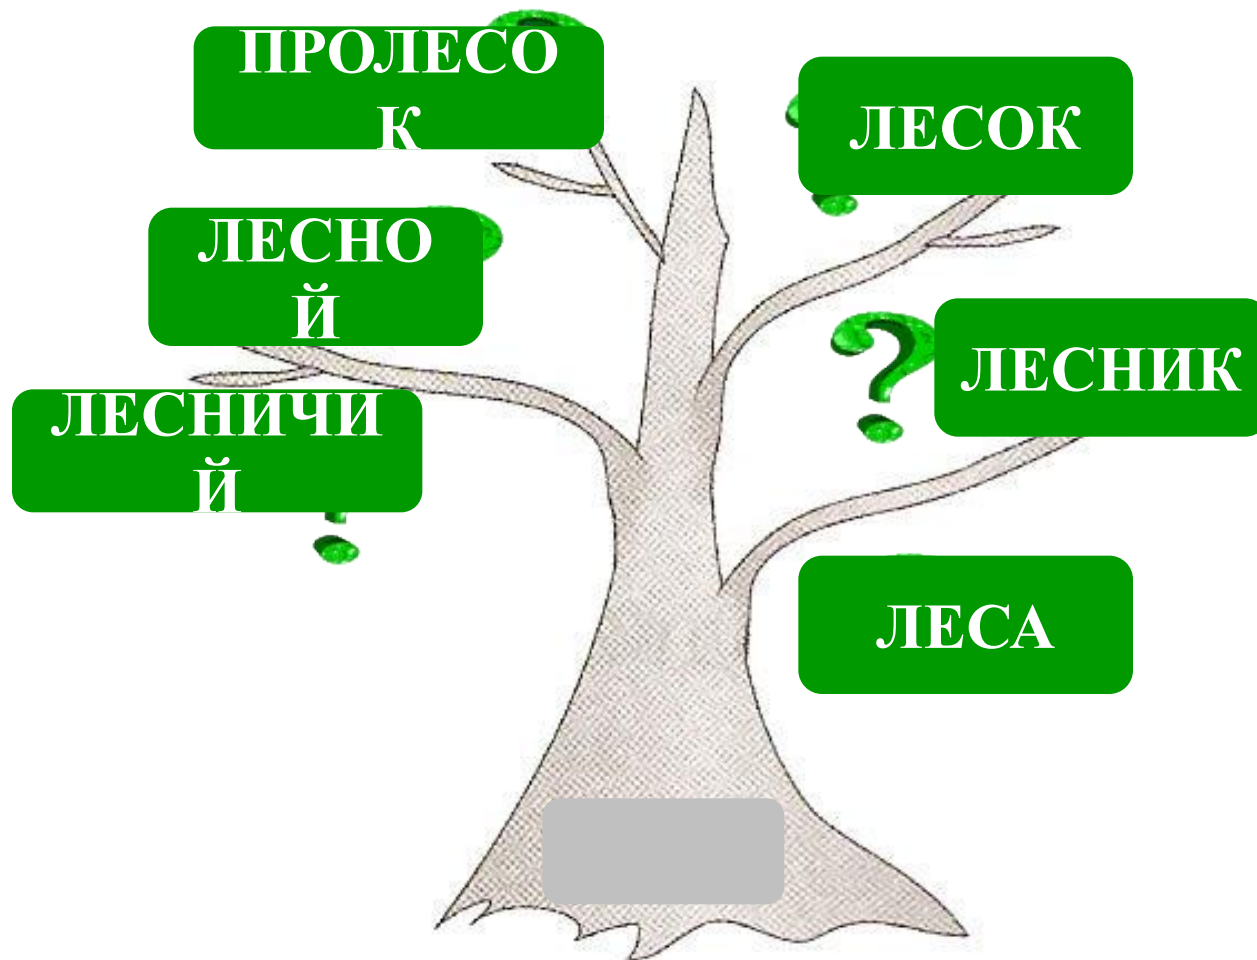 ПРОЛЕСО
К
ЛЕСОК
ЛЕСНО
Й
ЛЕСНИК
ЛЕСНИЧИ
Й
ЛЕСА